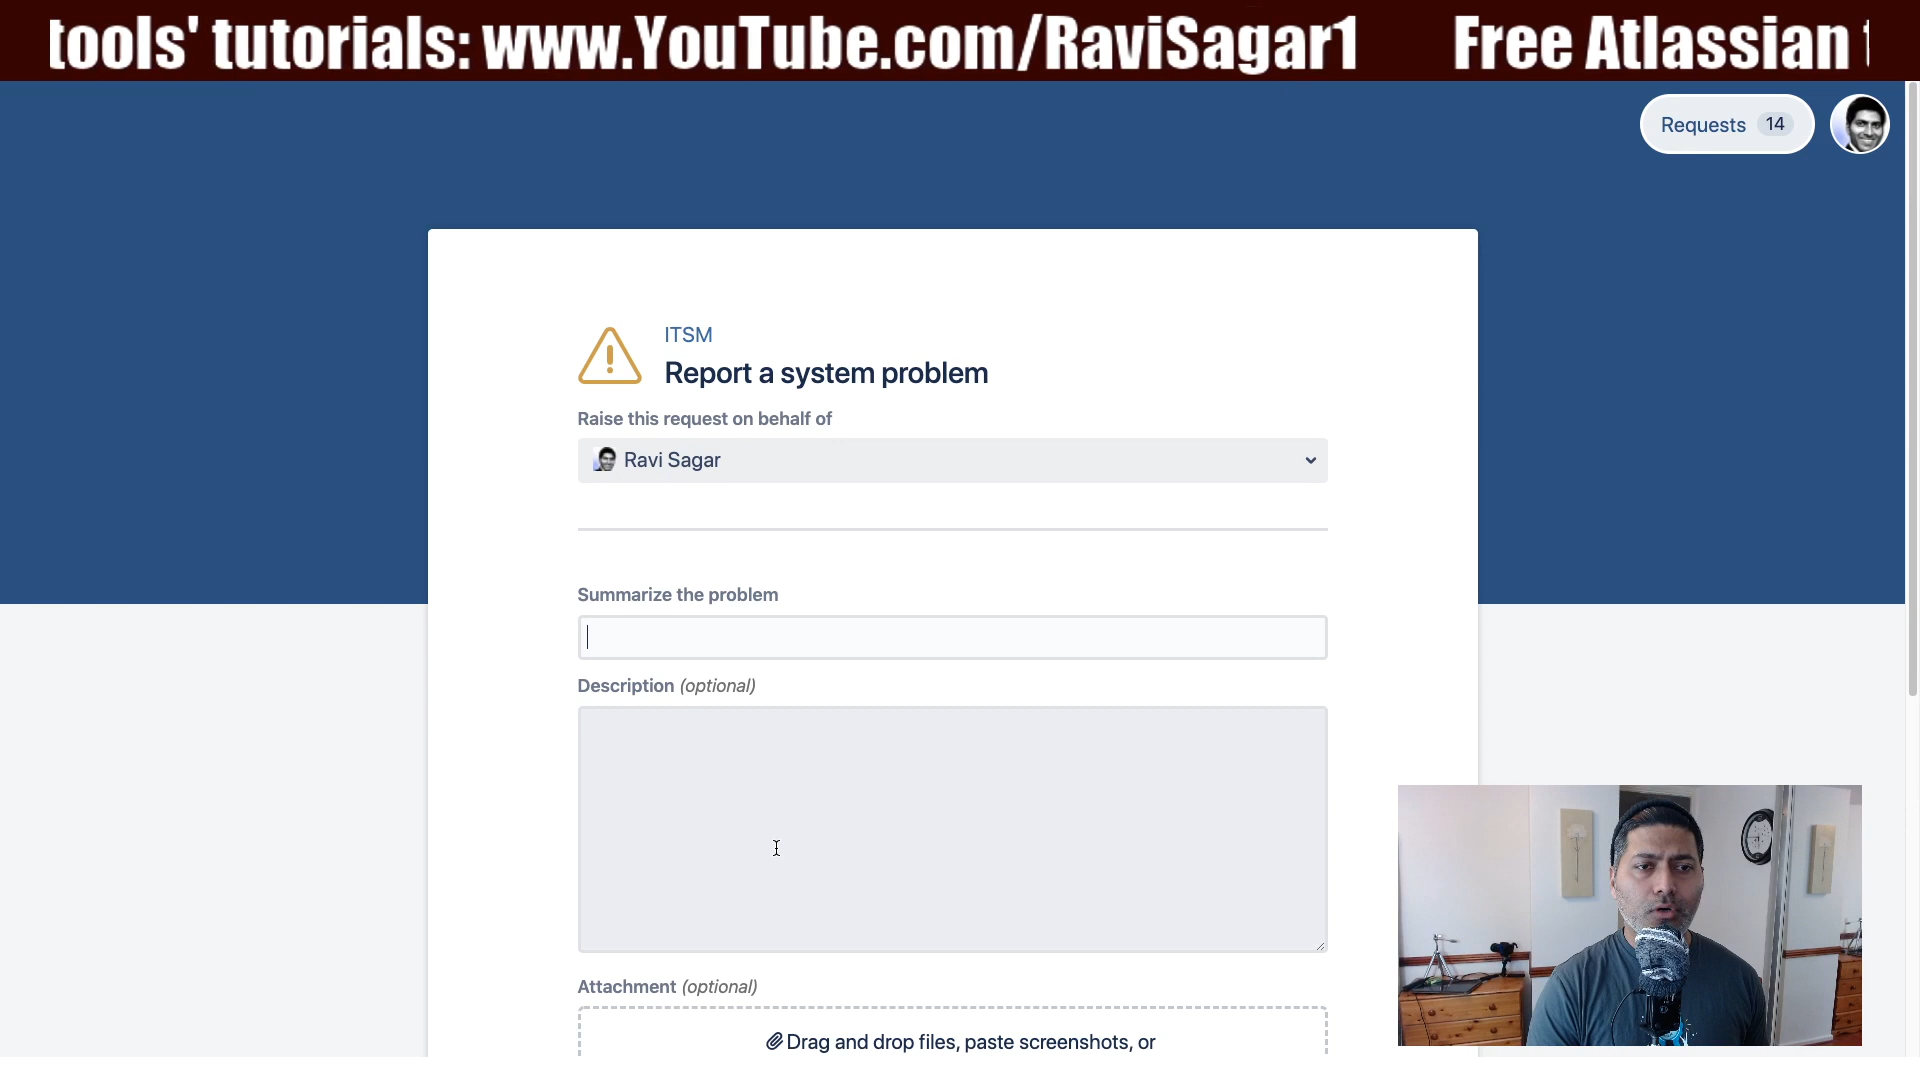 tools' tutorials: www.YouTube.com/RaviSagar1 Free Atlassian
Requests 14
ITSM
Report a system problem
Raise this request on behalf of
Ravi Sagar
Summarize the problem
Description (optional)
Attachment (optional)
Drag and drop files, paste screenshots, or